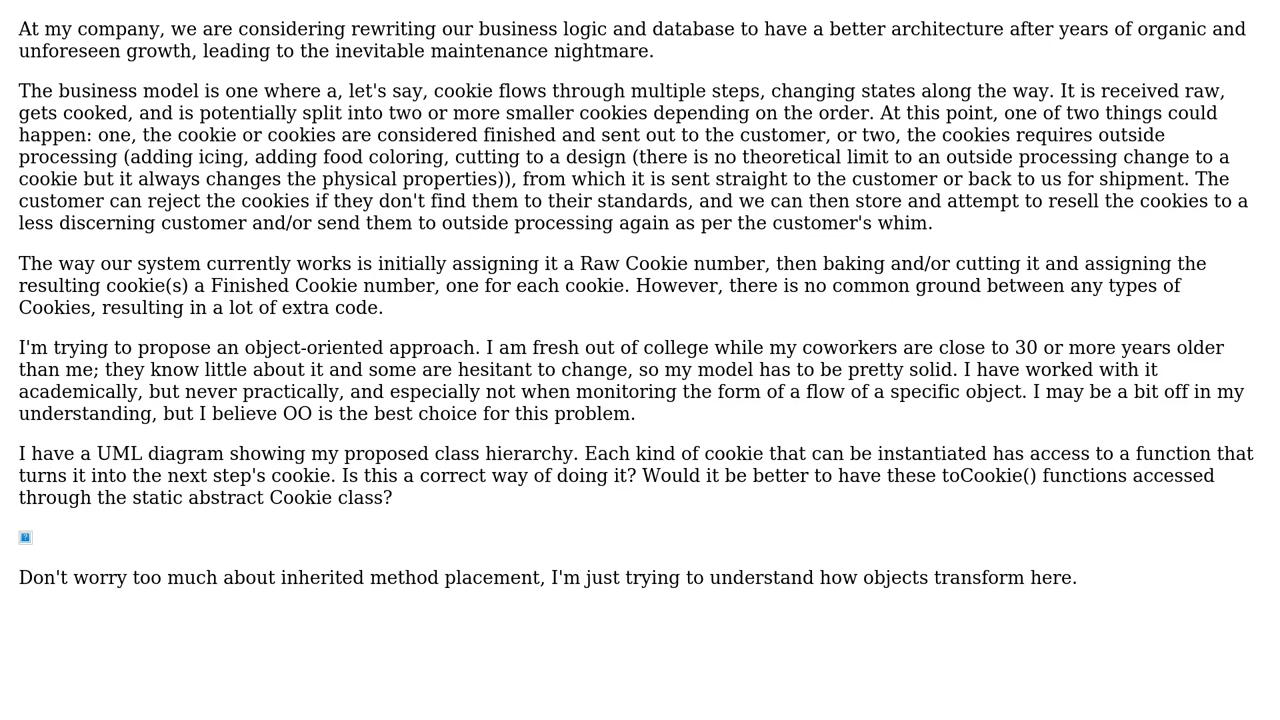 At my company, we are considering rewriting our business logic and database to have a better architecture after years of organic and
unforeseen growth, leading to the inevitable maintenance nightmare.
The business model is one where a, let's say, cookie flows through multiple steps, changing states along the way. It is received raw,
gets cooked, and is potentially split into two or more smaller cookies depending on the order. At this point, one of two things could
happen: one, the cookie or cookies are considered finished and sent out to the customer, or two, the cookies requires outside
processing (adding icing, adding food coloring, cutting to a design (there is no theoretical limit to an outside processing change to a
cookie but it always changes the physical properties)), from which it is sent straight to the customer or back to us for shipment. The
customer can reject the cookies if they don't find them to their standards, and we can then store and attempt to resell the cookies to a
less discerning customer and/or send them to outside processing again as per the customer's whim.
The way our system currently works is initially assigning it a Raw Cookie number, then baking and/or cutting it and assigning the
resulting cookie(s) a Finished Cookie number, one for each cookie. However, there is no common ground between any types of
Cookies, resulting in a lot of extra code.
I'm trying to propose an object-oriented approach. I am fresh out of college while my coworkers are close to 30 or more years older
than me; they know little about it and some are hesitant to change, so my model has to be pretty solid. I have worked with it
academically, but never practically, and especially not when monitoring the form of a flow of a specific object. I may be a bit off in my
understanding, but I believe OO is the best choice for this problem.
I have a UML diagram showing my proposed class hierarchy. Each kind of cookie that can be instantiated has access to a function that
turns it into the next step's cookie. Is this a correct way of doing it? Would it be better to have these toCookie() functions accessed
through the static abstract Cookie class?
Don't worry too much about inherited method placement, I'm just trying to understand how objects transform here.